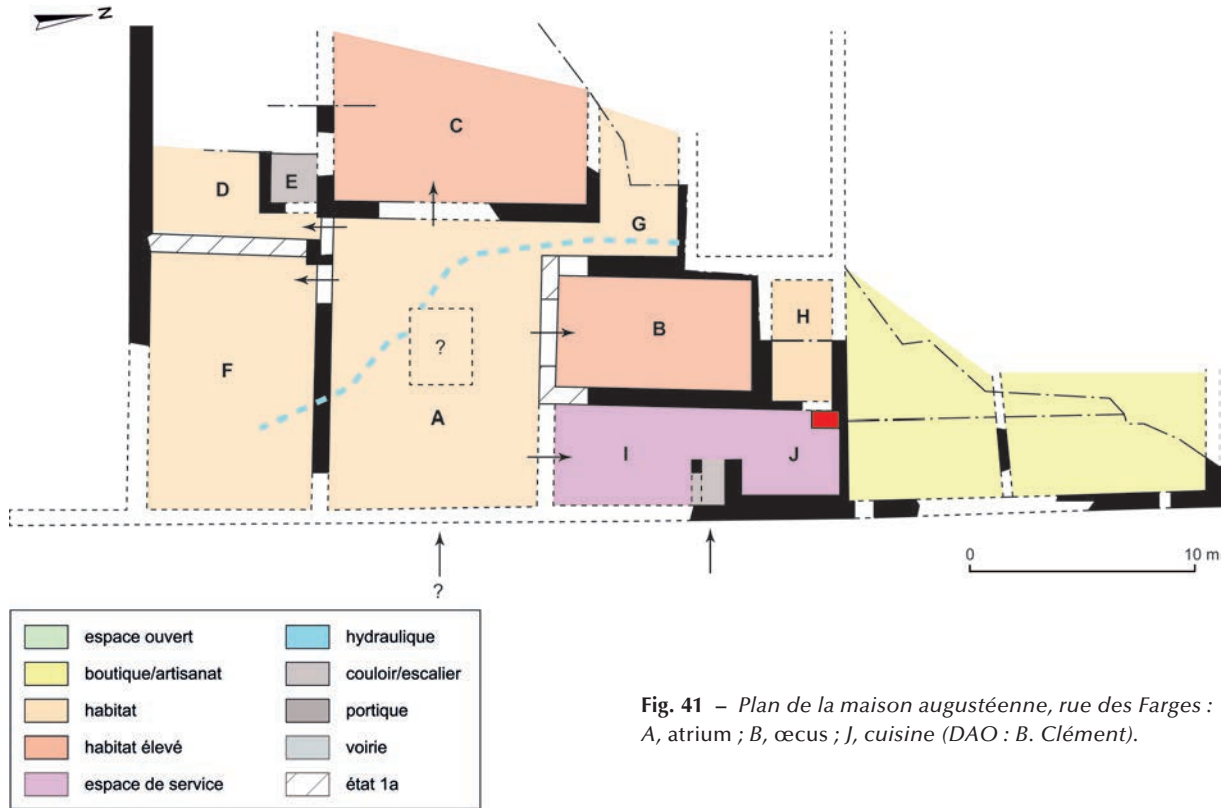 N
C
D
E
G
B
H
?
F
A
I
J
0 10 m
?
espace ouvert
boutique/artisanat
habitat
habitat élevé
espace de service
hydraulique
couloir/escalier
portique
voirie
état 1a
Fig. 41 – Plan de la maison augustéenne, rue des Farges :
A, atrium ; B, œcus ; J, cuisine (DAO : B. Clément).